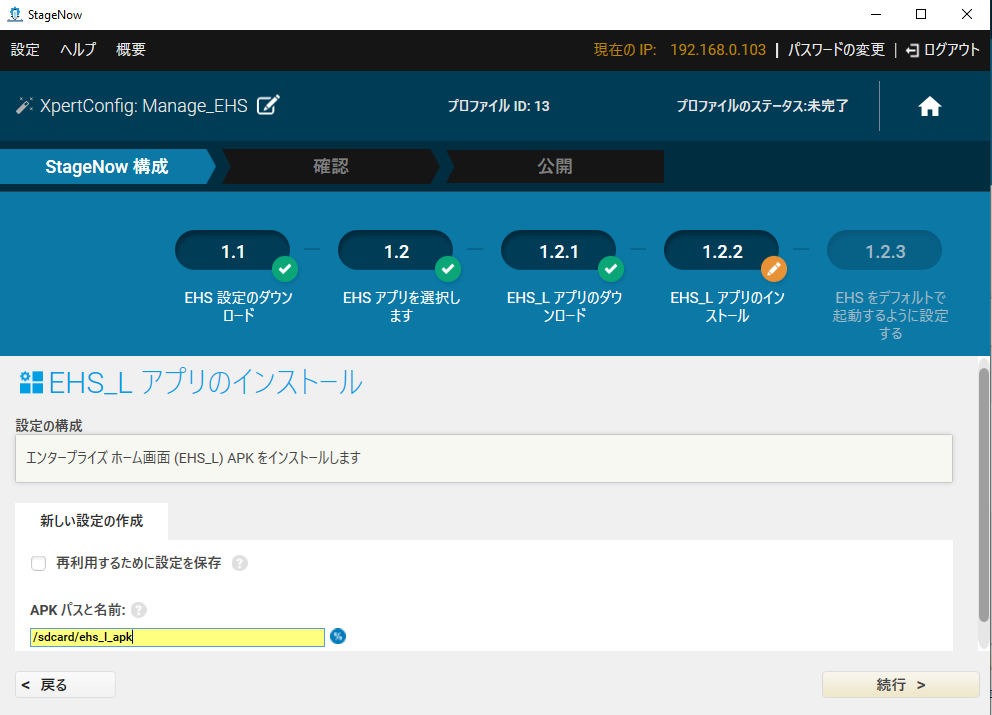 StageNow
設定 ヘルプ 概要 現在の IP: 192.168.0.103 | パスワードの変更 | ログアウト
XpertConfig: Manage_EHS プロファイル ID: 13 プロファイルのステータス:未完了
StageNow 構成 確認 公開
1.1 1.2 1.2.1 1.2.2 1.2.3
EHS 設定のダウン
ロード
EHS アプリを選択し
ます
EHS_L アプリのダウ
ンロード
EHS_L アプリのイン
ストール
EHS をデフォルトで
起動するように設定
する
EHS_L アプリのインストール
設定の構成
エンタープライズ ホーム画面 (EHS_L) APK をインストールします
新しい設定の作成
再利用するために設定を保存 ?
APK パスと名前: ?
/sdcard/ehs_l_apk %
< 戻る 続行 >